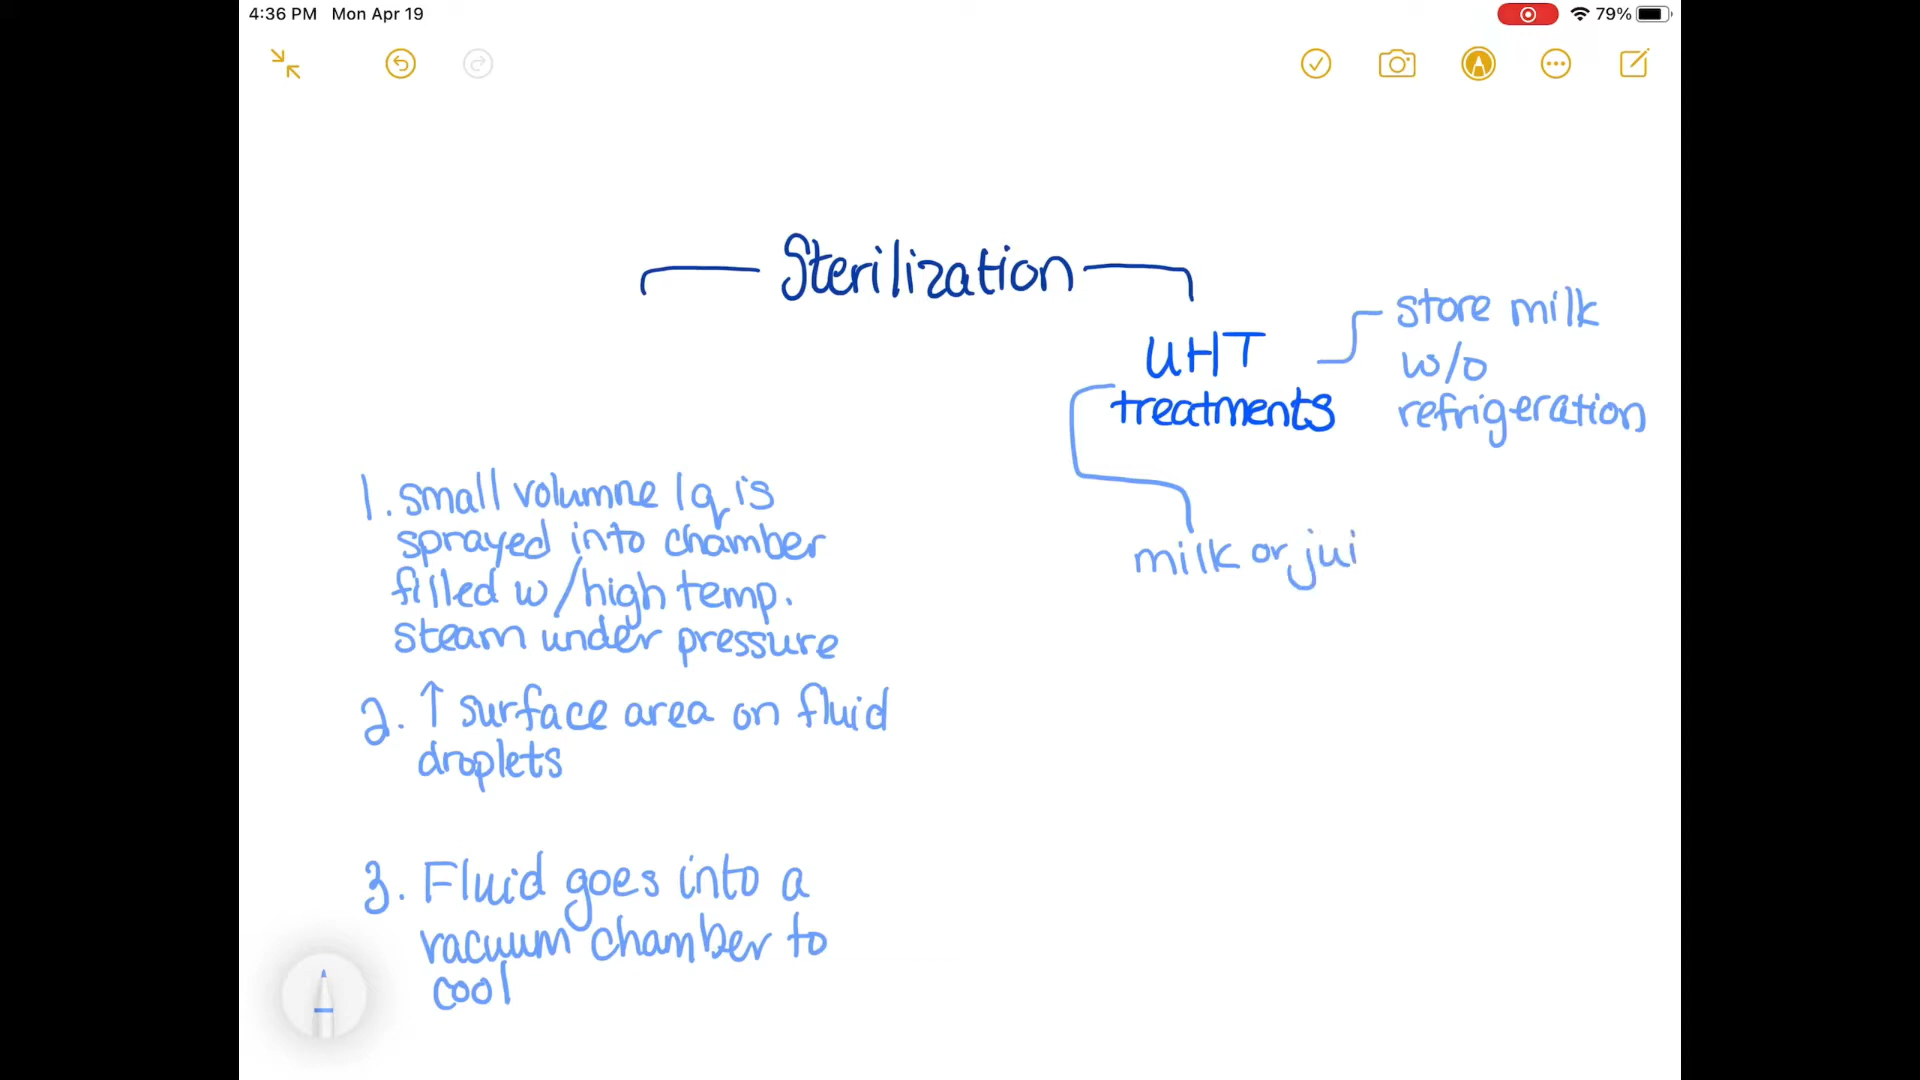 4:36 PM Mon Apr 19
79%
Sterilization
UHT
treatments
store milk
w/o
refrigeration
milk or jui
1. small volumne lq is
sprayed into chamber
filled w/high temp.
steam under pressure
2. ↑ surface area on fluid
droplets
3. Fluid goes into a
vacuum chamber to
cool